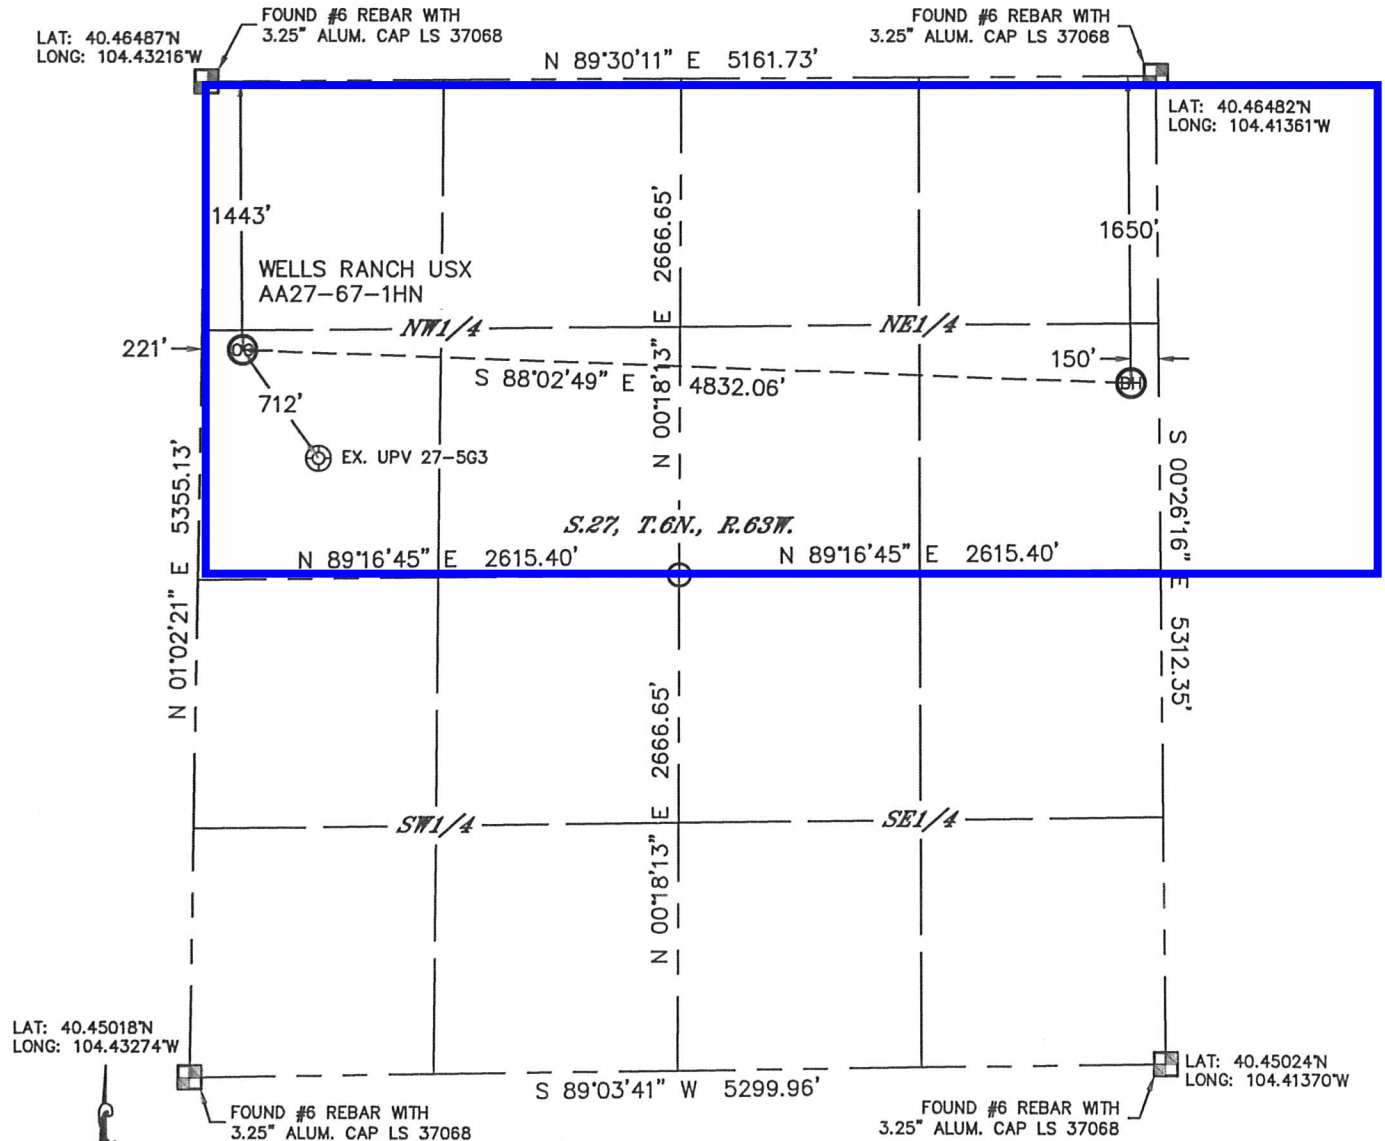 FOUND #6 REBAR WITH
3.25" ALUM. CAP LS 37068
FOUND #6 REBAR WITH
3.25" ALUM. CAP LS 37068
LAT: 40.46487°N
LONG: 104.43216°W
N 89°30'11" E 5161.73'
LAT: 40.46482°N
LONG: 104.41361°W
1443'
1650'
WELLS RANCH USX
AA27-67-1HN
N 00°18'13" E 2666.65'
NW1/4
NE1/4
221'
OG
150'
S 88°02'49" E 4832.06'
BH
712'
EX. UPV 27-5G3
N 01°02'21" E 5355.13'
S 00°26'16" E 5312.35'
S.27, T.6N., R.63W.
N 89°16'45" E 2615.40'
N 89°16'45" E 2615.40'
N 00°18'13" E 2666.65'
SW1/4
SE1/4
LAT: 40.45018°N
LONG: 104.43274°W
LAT: 40.45024°N
LONG: 104.41370°W
S 89°03'41" W 5299.96'
FOUND #6 REBAR WITH
3.25" ALUM. CAP LS 37068
FOUND #6 REBAR WITH
3.25" ALUM. CAP LS 37068